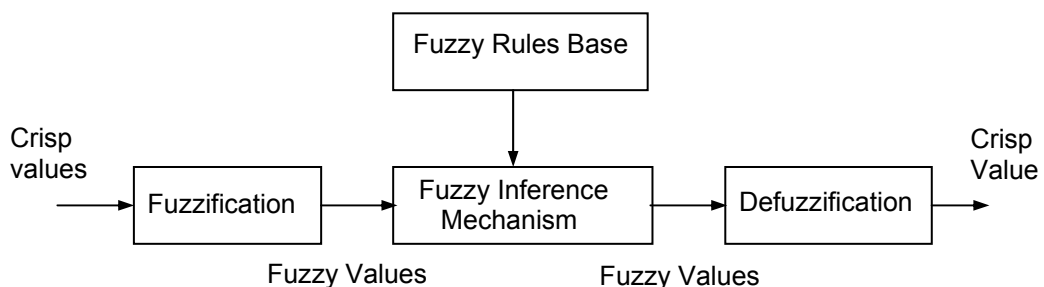 Fuzzy Rules Base
Crisp
values
Crisp
Value
Fuzzification
Fuzzy Inference
Mechanism
Defuzzification
Fuzzy Values
Fuzzy Values